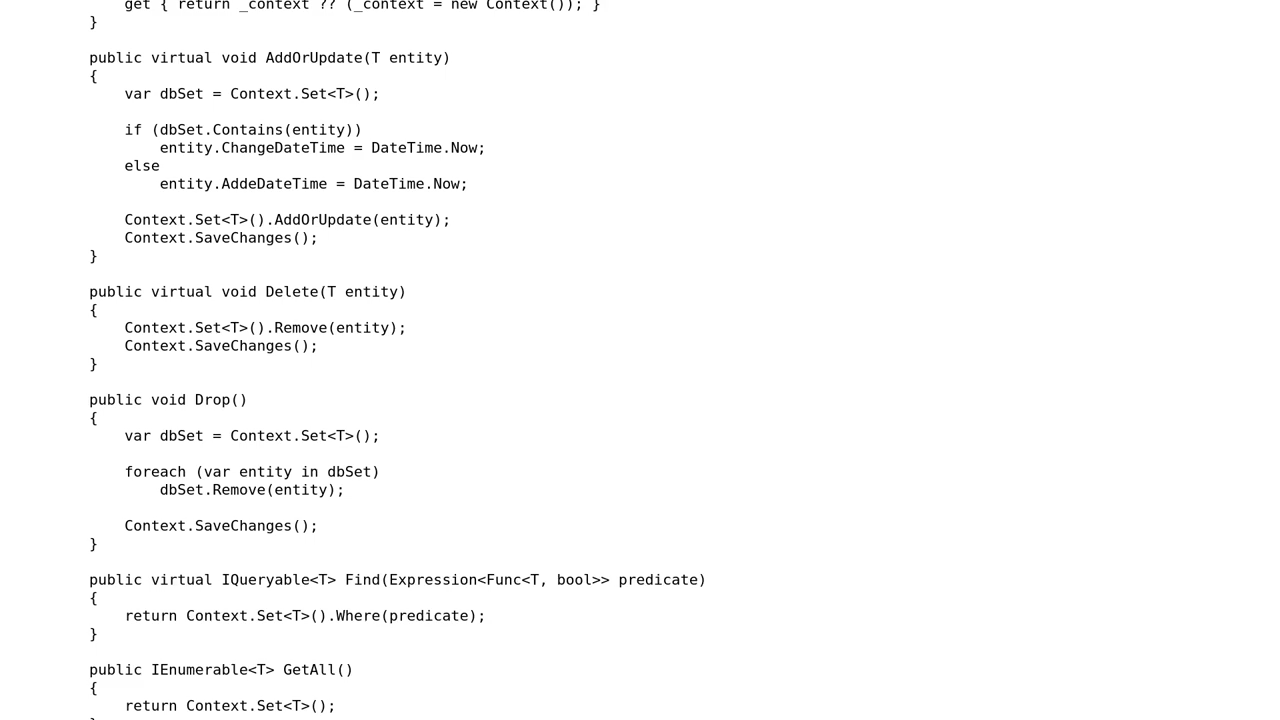 get { return _context ?? (_context = new Context()); }
}
public virtual void AddOrUpdate(T entity)
{
var dbSet = Context.Set<T>();
if (dbSet.Contains(entity))
entity.ChangeDateTime = DateTime.Now;
else
entity.AddeDateTime = DateTime.Now;
Context.Set<T>().AddOrUpdate(entity);
Context.SaveChanges();
}
public virtual void Delete(T entity)
{
Context.Set<T>().Remove(entity);
Context.SaveChanges();
}
public void Drop()
{
var dbSet = Context.Set<T>();
foreach (var entity in dbSet)
dbSet.Remove(entity);
Context.SaveChanges();
}
public virtual IQueryable<T> Find(Expression<Func<T, bool>> predicate)
{
return Context.Set<T>().Where(predicate);
}
public IEnumerable<T> GetAll()
{
return Context.Set<T>();
}